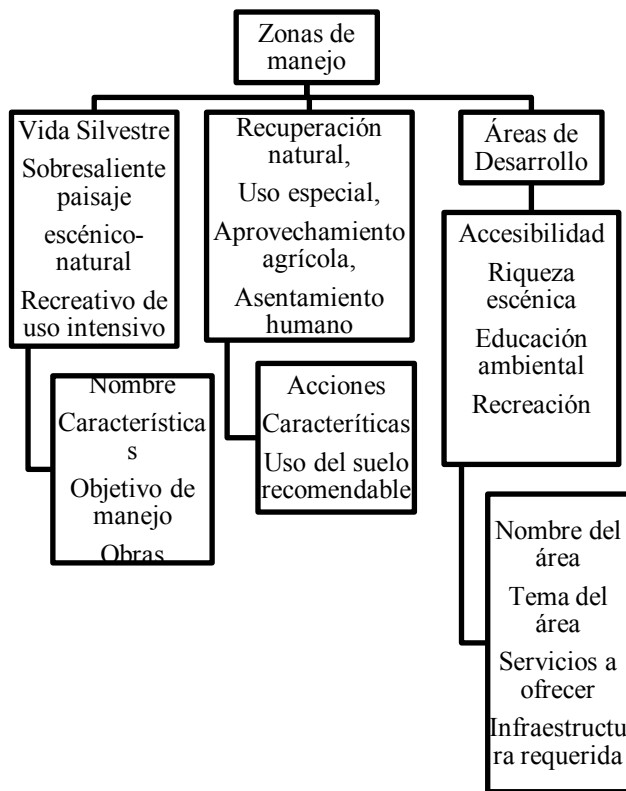 Zonas de
manejo
Vida Silvestre
Sobresaliente
paisaje
escénico-
natural
Recreativo de
uso intensivo
Nombre
Característica
s
Objetivo de
manejo
Obras
Recuperación
natural,
Uso especial,
Aprovechamiento
agrícola,
Asentamiento
humano
Acciones
Caracteríticas
Uso del suelo
recomendable
Áreas de
Desarrollo
Accesibilidad
Riqueza
escénica
Educación
ambiental
Recreación
Nombre del
área
Tema del
área
Servicios a
ofrecer
Infraestructu
ra requerida